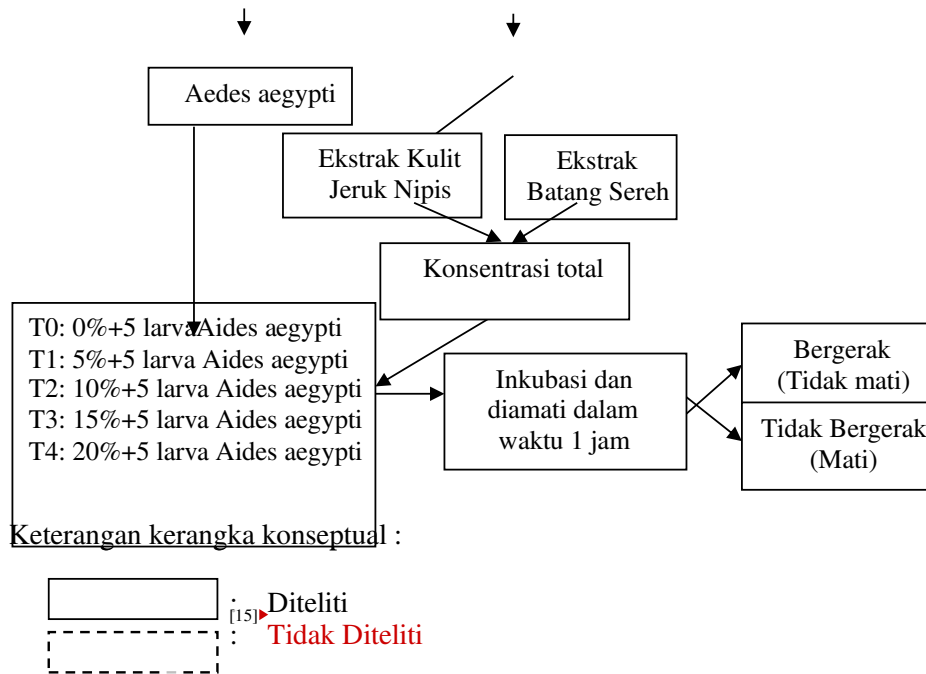 Aedes aegypti
Ekstrak Kulit
Jeruk Nipis
Ekstrak
Batang Sereh
Konsentrasi total
T0: 0%+5 larvaAides aegypti
T1: 5%+5 larva Aides aegypti
T2: 10%+5 larva Aides aegypti
T3: 15%+5 larva Aides aegypti
T4: 20%+5 larva Aides aegypti
Inkubasi dan
diamati dalam
waktu 1 jam
Bergerak
(Tidak mati)
Tidak Bergerak
(Mati)
Keterangan kerangka konseptual :
: [15] Diteliti
: Tidak Diteliti